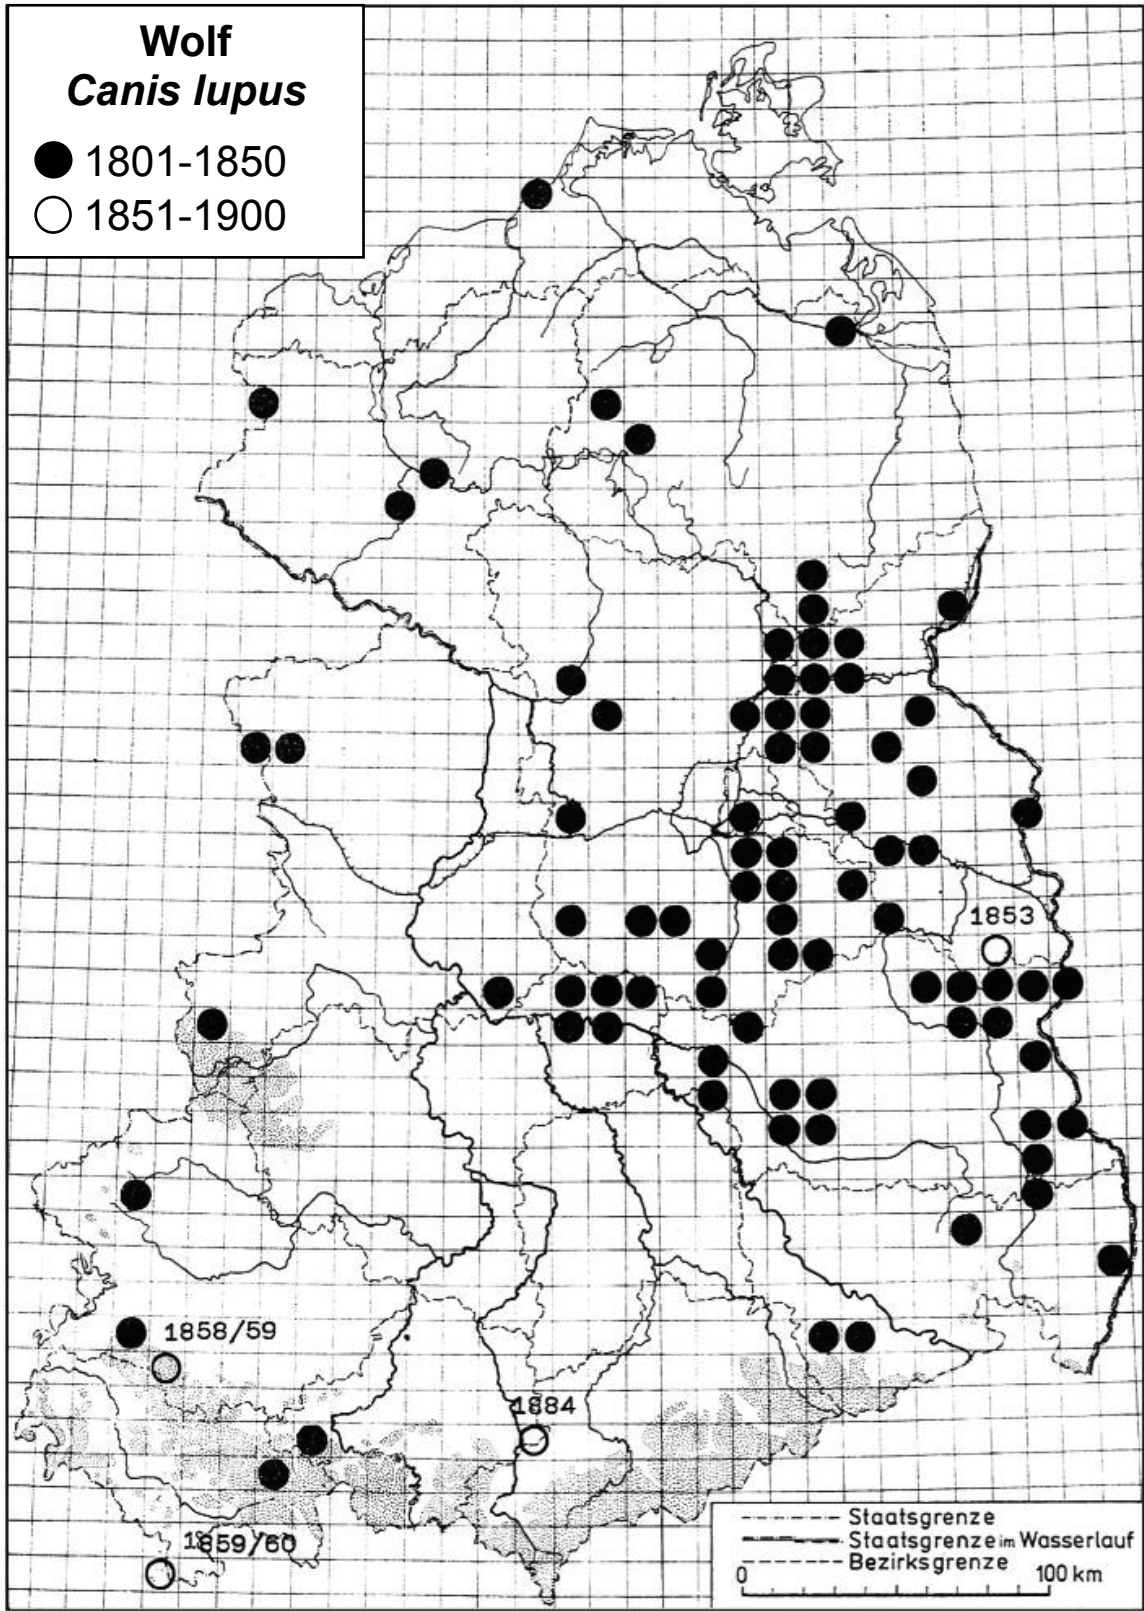 Wolf
Canis lupus
1801-1850
1851-1900
1853
1858/59
1884
1859/60
Staatsgrenze
Staatsgrenze im Wasserlauf
Bezirksgrenze
0 100 km